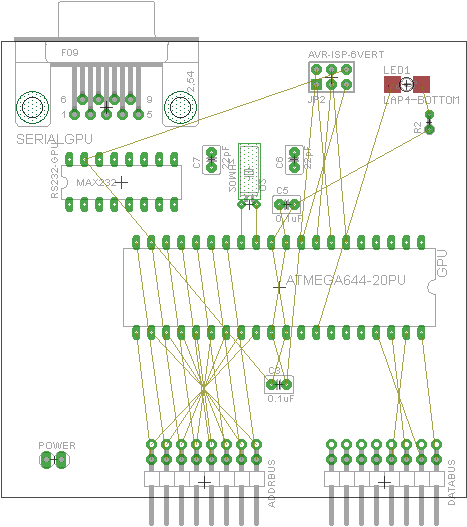 F09
2,54
6
9
1
5
SERIALGPU
AVR-ISP-6VERT
JP2
LED1
LAP4-BOTTOM
R2
RS232-GPU
MAX232
C7
22pF
20MHZ
C6
22pF
C5
0.1uF
ATMEGA644-20PU
GPU
C3
0.1uF
POWER
ADDRBUS
DATABUS